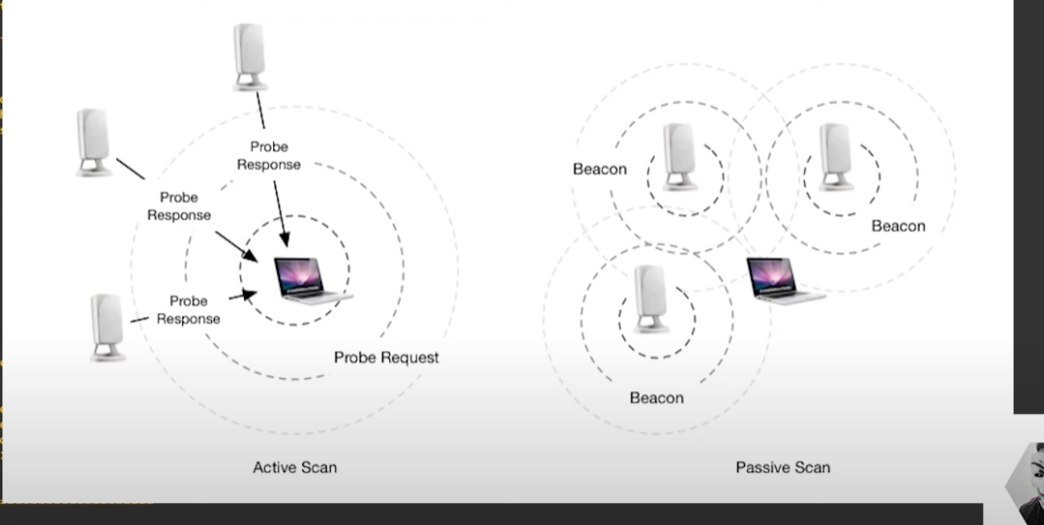 Probe
Response
Probe
Response
Probe
Response
Probe Request
Active Scan
Beacon
Beacon
Beacon
Passive Scan